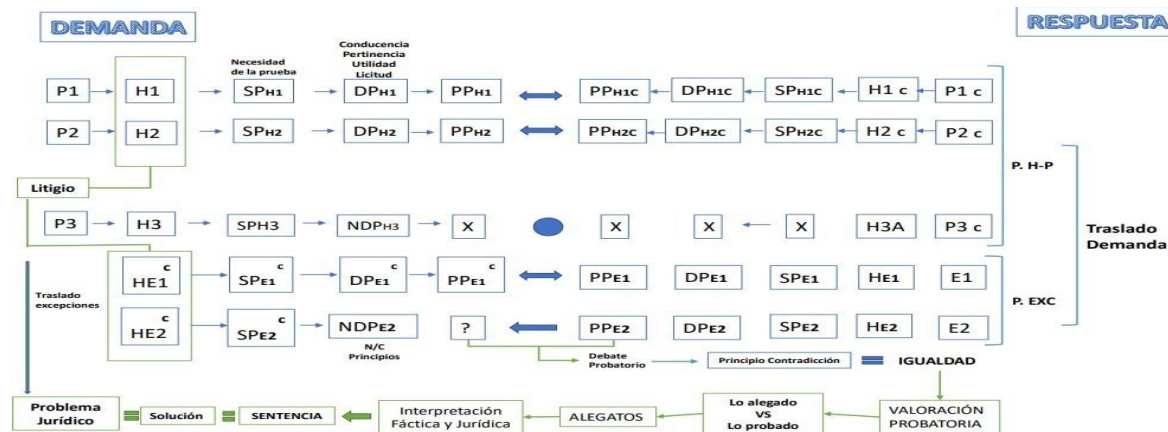 DEMANDA
RESPUESTA
Necesidad
de la prueba
Conducencia
Pertinencia
Utilidad
Licitud
P1 H1 SPH1 DPH1 PPH1 PPH1C DPH1C SPH1C H1 c P1 c
P2 H2 SPH2 DPH2 PPH2 PPH2C DPH2C SPH2C H2 c P2 c
P. H-P
Litigio
P3 H3 SPH3 NDPH3 X X X X H3A P3 c
Traslado
Demanda
HE1 c SPE1 c DPE1 c PPE1 c PPE1 DPE1 SPE1 HE1 E1
Traslado
excepciones
P. EXC
HE2 c SPE2 c NDPE2 ? PPE2 DPE2 SPE2 HE2 E2
N/C
Principios
Debate
Probatorio
Principio Contradicción = IGUALDAD
Problema
Jurídico
= Solución = SENTENCIA
Interpretación
Fáctica y Jurídica
ALEGATOS
Lo alegado
VS
Lo probado
VALORACIÓN
PROBATORIA